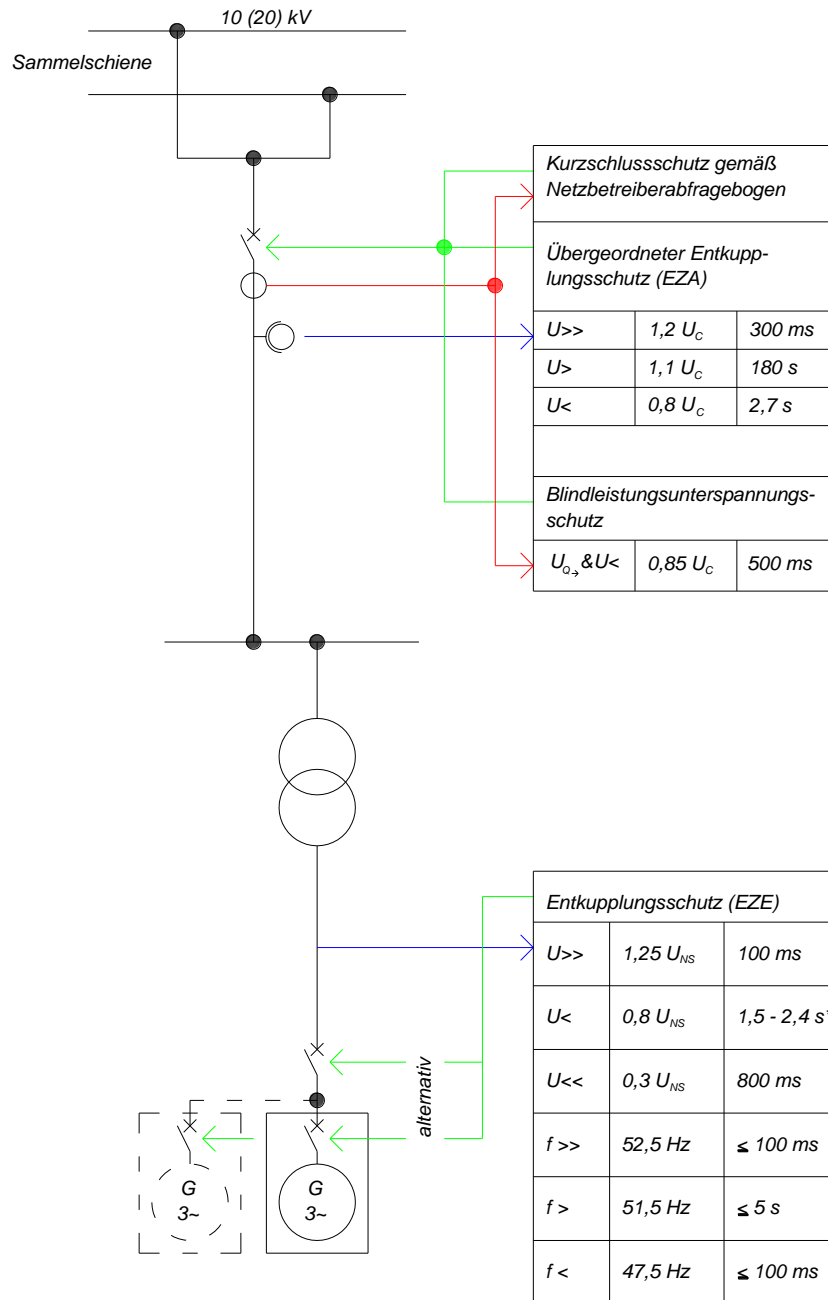 10 (20) kV
Sammelschiene
Kurzschlussschutz gemäß
Netzbetreiberabfragebogen
Übergeordneter Entkupp-
lungsschutz (EZA)
U>> 1,2 U_C 300 ms
U> 1,1 U_C 180 s
U< 0,8 U_C 2,7 s
Blindleistungsunterspannungs-
schutz
U_Q→ &U< 0,85 U_C 500 ms
Entkupplungsschutz (EZE)
U>> 1,25 U_NS 100 ms
U< 0,8 U_NS 1,5 - 2,4 s*
U<< 0,3 U_NS 800 ms
f >> 52,5 Hz ≤ 100 ms
f > 51,5 Hz ≤ 5 s
f < 47,5 Hz ≤ 100 ms
alternativ
G
3~
G
3~